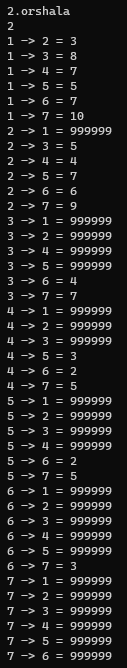 2.orshala
2
1 -> 2 = 3
1 -> 3 = 8
1 -> 4 = 7
1 -> 5 = 5
1 -> 6 = 7
1 -> 7 = 10
2 -> 1 = 999999
2 -> 3 = 5
2 -> 4 = 4
2 -> 5 = 7
2 -> 6 = 6
2 -> 7 = 9
3 -> 1 = 999999
3 -> 2 = 999999
3 -> 4 = 999999
3 -> 5 = 999999
3 -> 6 = 4
3 -> 7 = 7
4 -> 1 = 999999
4 -> 2 = 999999
4 -> 3 = 999999
4 -> 5 = 3
4 -> 6 = 2
4 -> 7 = 5
5 -> 1 = 999999
5 -> 2 = 999999
5 -> 3 = 999999
5 -> 4 = 999999
5 -> 6 = 2
5 -> 7 = 5
6 -> 1 = 999999
6 -> 2 = 999999
6 -> 3 = 999999
6 -> 4 = 999999
6 -> 5 = 999999
6 -> 7 = 3
7 -> 1 = 999999
7 -> 2 = 999999
7 -> 3 = 999999
7 -> 4 = 999999
7 -> 5 = 999999
7 -> 6 = 999999